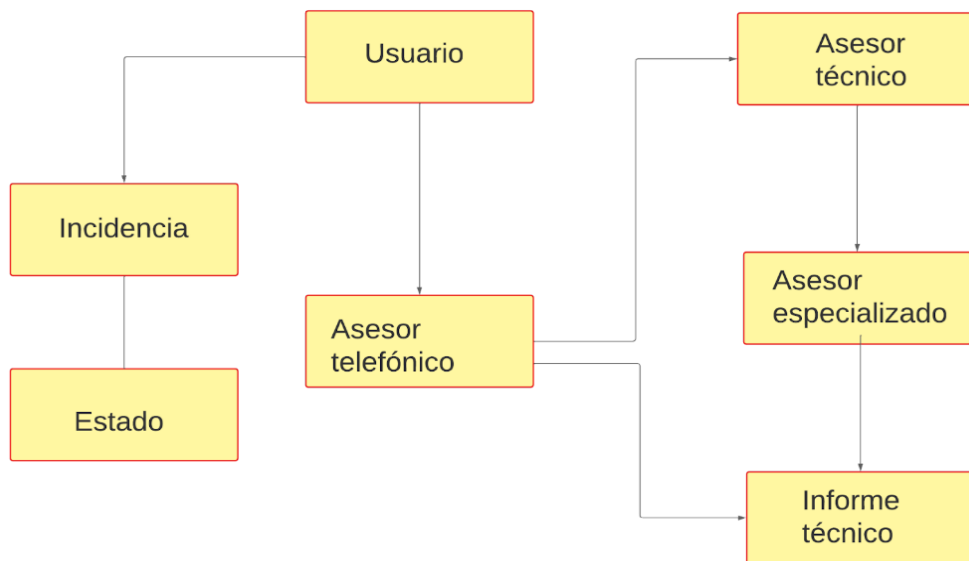 Usuario
Asesor
técnico
Incidencia
Asesor
especializado
Asesor
telefónico
Estado
Informe
técnico